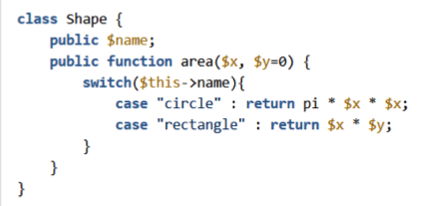 class Shape {
    public $name;
    public function area($x, $y=0) {
        switch($this->name){
            case "circle" : return pi * $x * $x;
            case "rectangle" : return $x * $y;
        }
    }
}